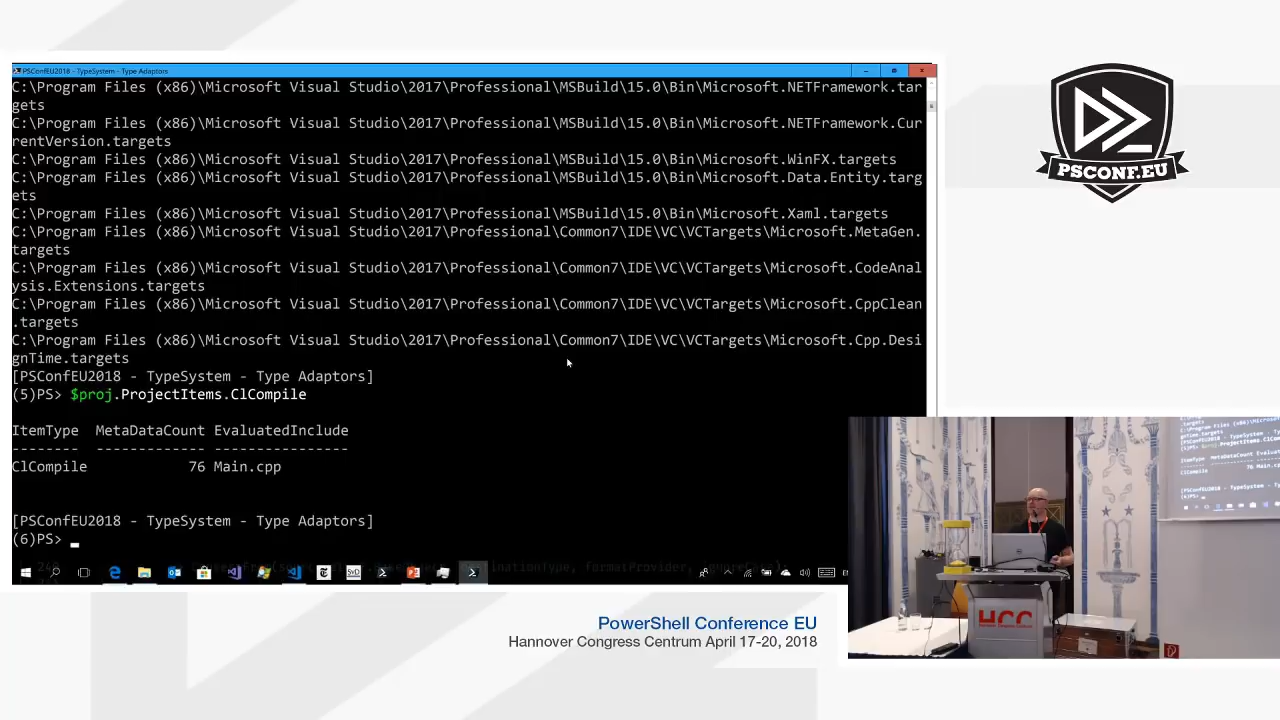 PSConfEU2018 - TypeSystem - Type Adaptors
C:\Program Files (x86)\Microsoft Visual Studio\2017\Professional\MSBuild\15.0\Bin\Microsoft.NETFramework.tar
gets
C:\Program Files (x86)\Microsoft Visual Studio\2017\Professional\MSBuild\15.0\Bin\Microsoft.NETFramework.Cur
rentVersion.targets
C:\Program Files (x86)\Microsoft Visual Studio\2017\Professional\MSBuild\15.0\Bin\Microsoft.WinFX.targets
C:\Program Files (x86)\Microsoft Visual Studio\2017\Professional\MSBuild\15.0\Bin\Microsoft.Data.Entity.targ
ets
C:\Program Files (x86)\Microsoft Visual Studio\2017\Professional\MSBuild\15.0\Bin\Microsoft.Xaml.targets
C:\Program Files (x86)\Microsoft Visual Studio\2017\Professional\Common7\IDE\VC\VCTargets\Microsoft.MetaGen.
targets
C:\Program Files (x86)\Microsoft Visual Studio\2017\Professional\Common7\IDE\VC\VCTargets\Microsoft.CodeAnal
ysis.Extensions.targets
C:\Program Files (x86)\Microsoft Visual Studio\2017\Professional\Common7\IDE\VC\VCTargets\Microsoft.CppClean
.targets
C:\Program Files (x86)\Microsoft Visual Studio\2017\Professional\Common7\IDE\VC\VCTargets\Microsoft.Cpp.Desi
gnTime.targets
[PSConfEU2018 - TypeSystem - Type Adaptors]
(5)PS> $proj.ProjectItems.ClCompile
ItemType MetaDataCount EvaluatedInclude
-------- ------------- ----------------
ClCompile 76 Main.cpp
[PSConfEU2018 - TypeSystem - Type Adaptors]
(6)PS>
PSCONF.EU
HCC
PowerShell Conference EU
Hannover Congress Centrum April 17-20, 2018